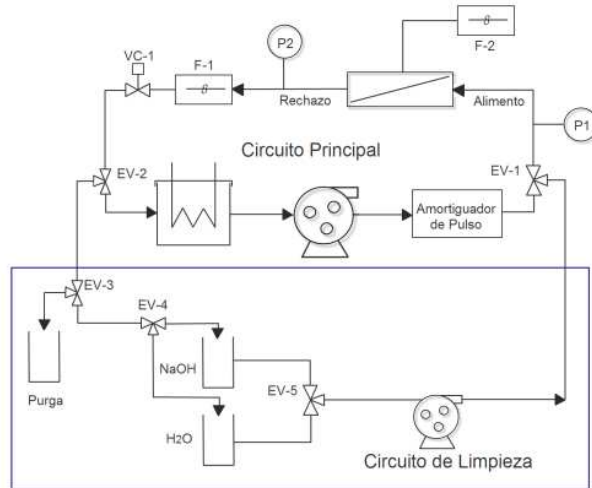 P2
F-2
VC-1
F-1
Rechazo
Alimento
P1
Circuito Principal
EV-2
EV-1
Amortiguador
de Pulso
EV-3
EV-4
NaOH
EV-5
Purga
H2O
Circuito de Limpieza